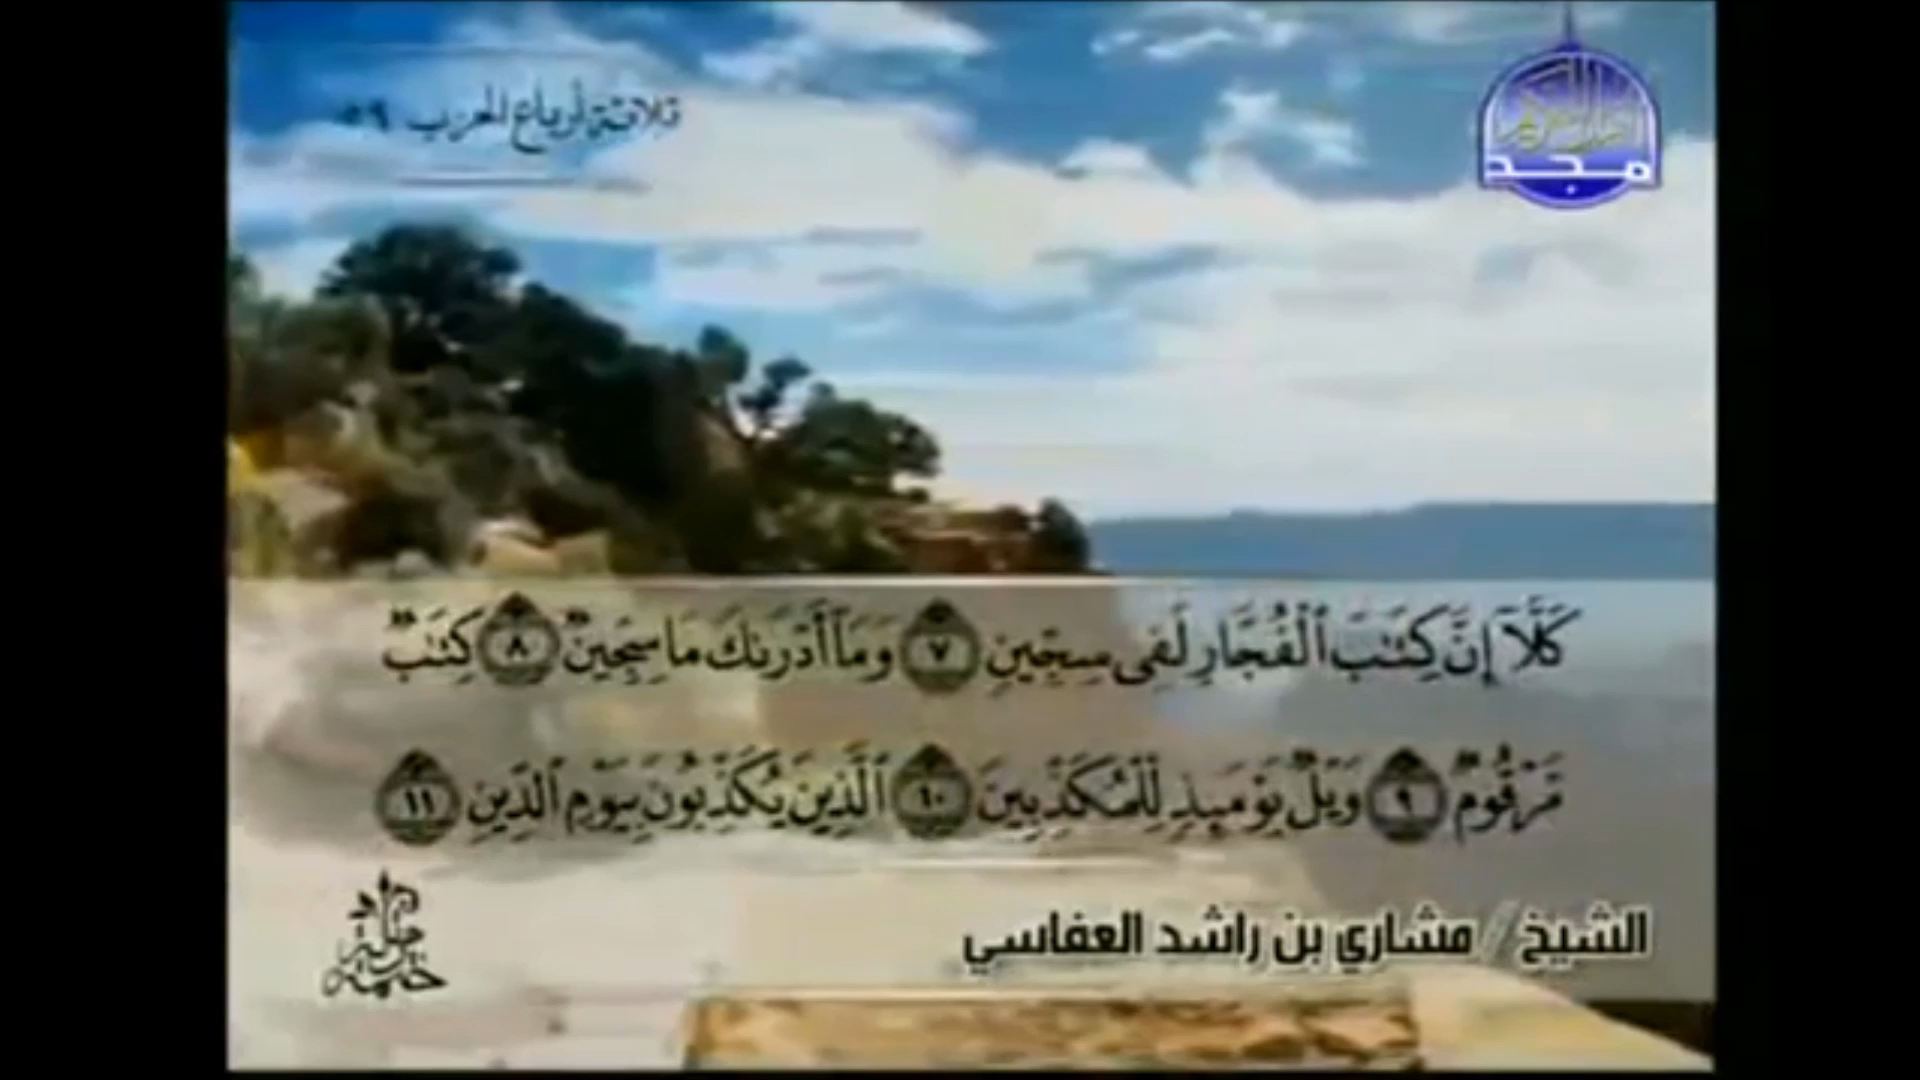 ثلاثة أرباع الحزب ٥٩
مجد
كَلَّآ إِنَّ كِتَـٰبَ ٱلْفُجَّارِ لَفِى سِجِّينٍ ٧ وَمَآ أَدْرَىٰكَ مَا سِجِّينٌ ٨ كِتَـٰبٌ
مَّرْقُومٌ ٩ وَيْلٌ يَوْمَئِذٍ لِّلْمُكَذِّبِينَ ١٠ ٱلَّذِينَ يُكَذِّبُونَ بِيَوْمِ ٱلدِّينِ ١١
الشيخ / مشاري بن راشد العفاسي